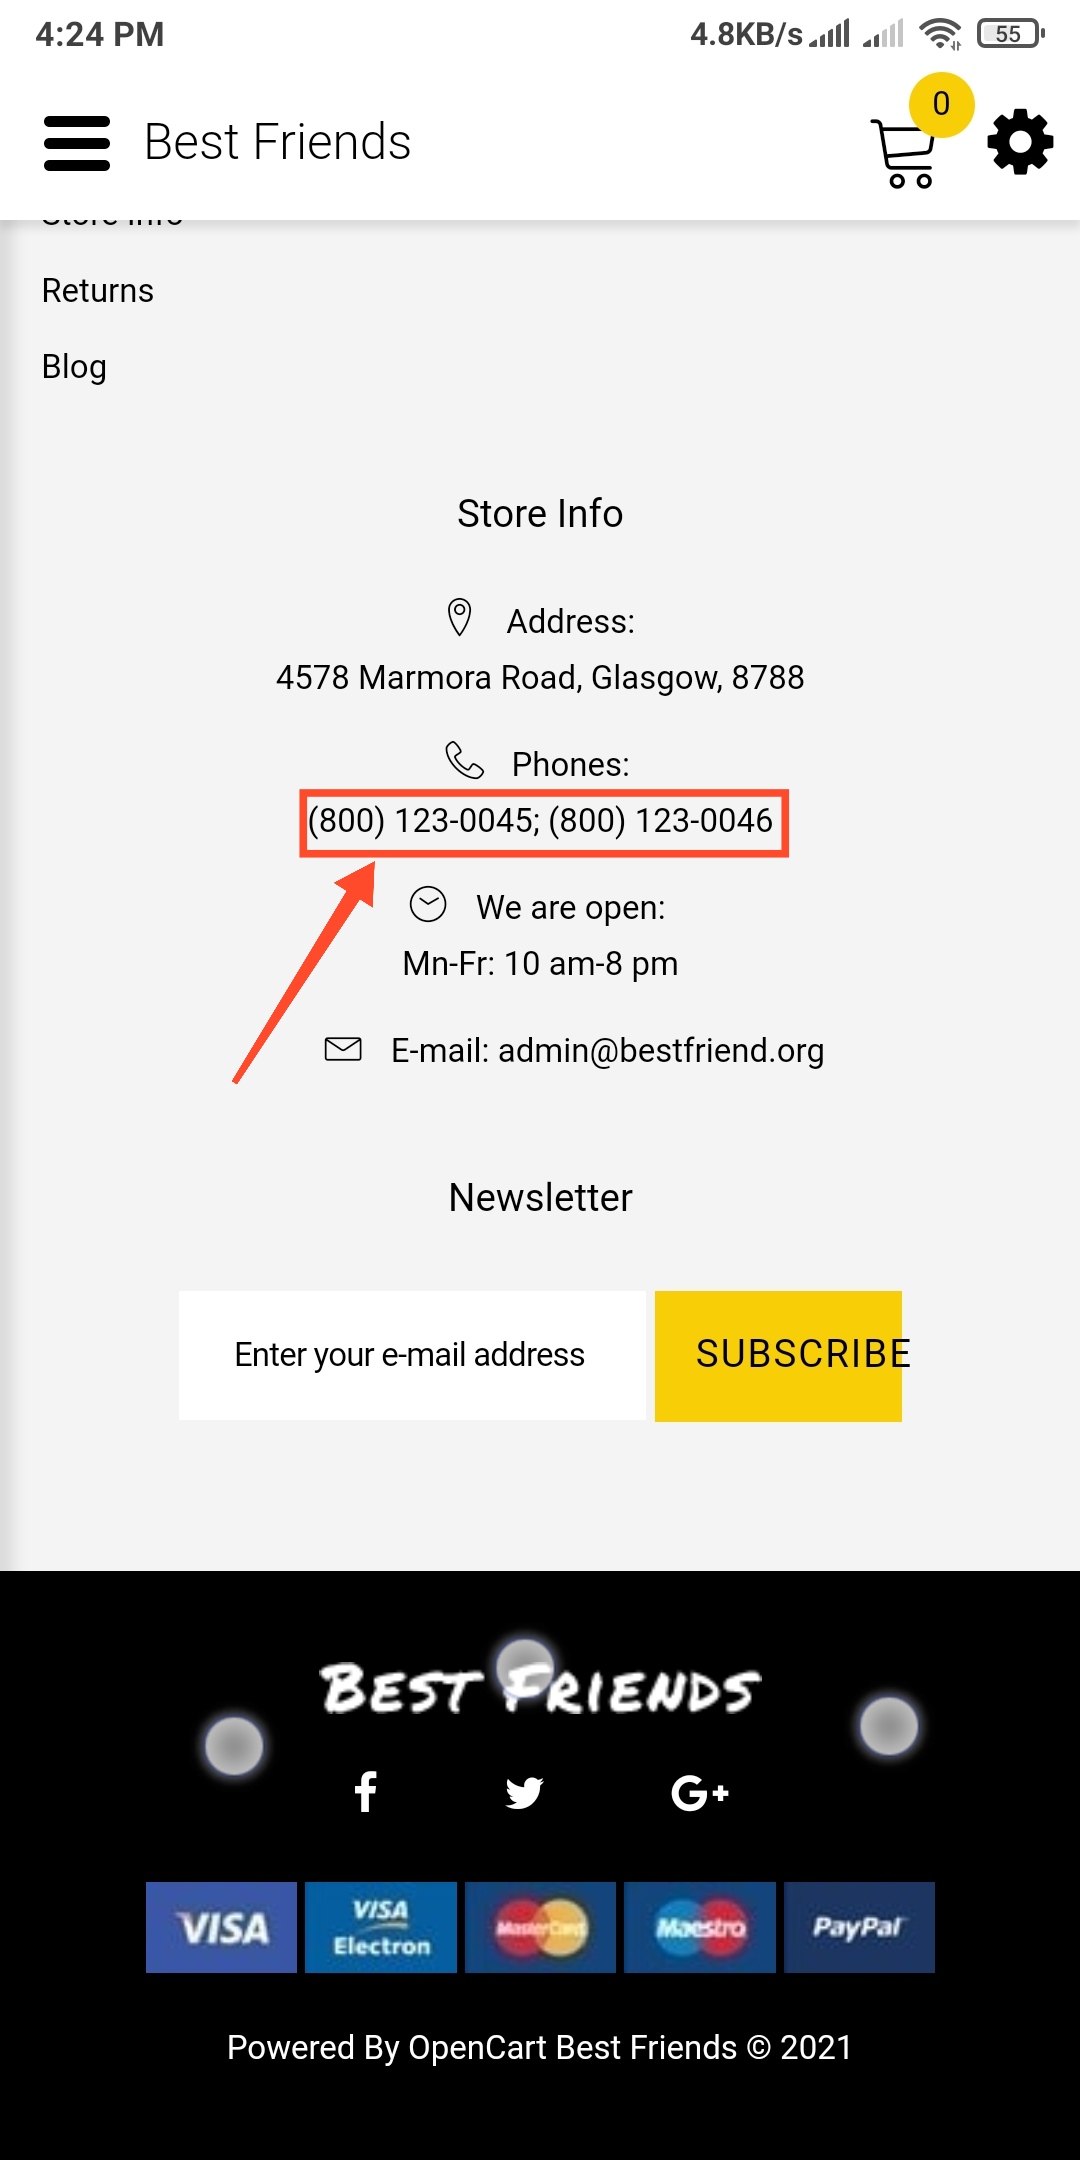 4:24 PM 4.8KB/s 55
Best Friends 0
Store Info
Returns
Blog
Store Info
Address:
4578 Marmora Road, Glasgow, 8788
Phones:
(800) 123-0045; (800) 123-0046
We are open:
Mn-Fr: 10 am-8 pm
E-mail: admin@bestfriend.org
Newsletter
Enter your e-mail address SUBSCRIBE
BEST FRIENDS
f G+
VISA VISA Electron MasterCard Maestro PayPal
Powered By OpenCart Best Friends © 2021